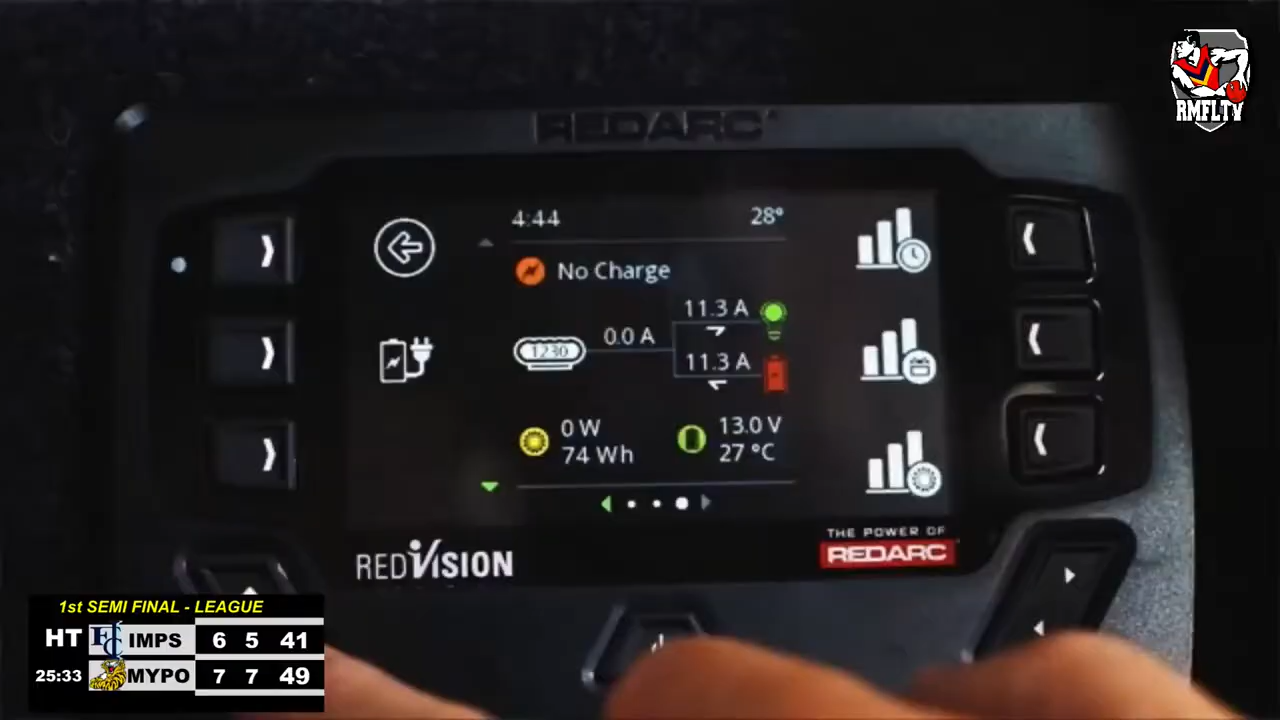 RMFLTV
REDARC
4:44 28°
No Charge
11.3 A
0.0 A
1230
11.3 A
0 W 13.0 V
74 Wh 27 °C
REDVISION
THE POWER OF
REDARC
1st SEMI FINAL - LEAGUE
HT IMPS 6 5 41
25:33 MYPO 7 7 49